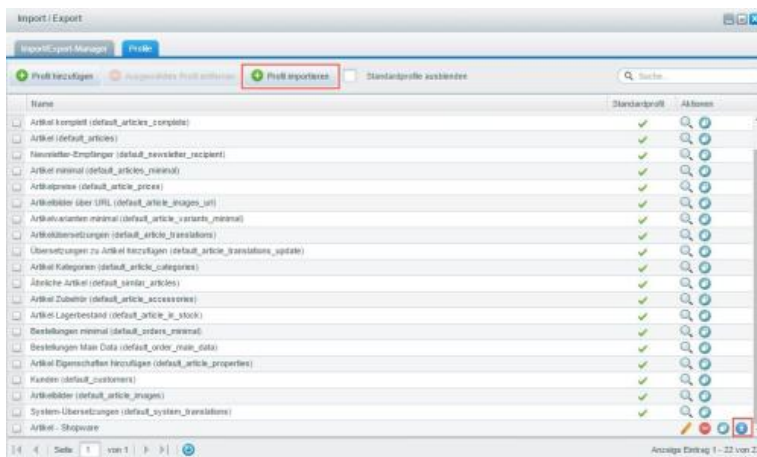 Import / Export
Import/Export-Manager Profile
Profil hinzufügen Ausgewählte Profil entfernen Profil importieren Standardprofile ausblenden Suche...
Name Standardprofil Aktionen
Artikel komplett (default_articles_complete)
Artikel (default_articles)
Newsletter-Empfänger (default_newsletter_recipient)
Artikel minimal (default_articles_minimal)
Artikelpreise (default_article_prices)
Artikelbilder über URL (default_article_images_url)
Artikelvarianten minimal (default_article_variants_minimal)
Artikelübersetzungen (default_article_translations)
Übersetzungen zu Artikel hinzufügen (default_article_translations_update)
Artikel Kategorien (default_article_categories)
Ähnliche Artikel (default_similar_articles)
Artikel Zubehör (default_article_accessories)
Artikel Lagerbestand (default_article_in_stock)
Bestellungen minimal (default_orders_minimal)
Bestellungen Main Data (default_order_main_data)
Artikel Eigenschaften hinzufügen (default_article_properties)
Kunden (default_customers)
Artikelbilder (default_article_images)
System-Übersetzungen (default_system_translations)
Artikel - Shopware
Seite 1 von 1 Anzeige Eintrag 1 - 22 von 2